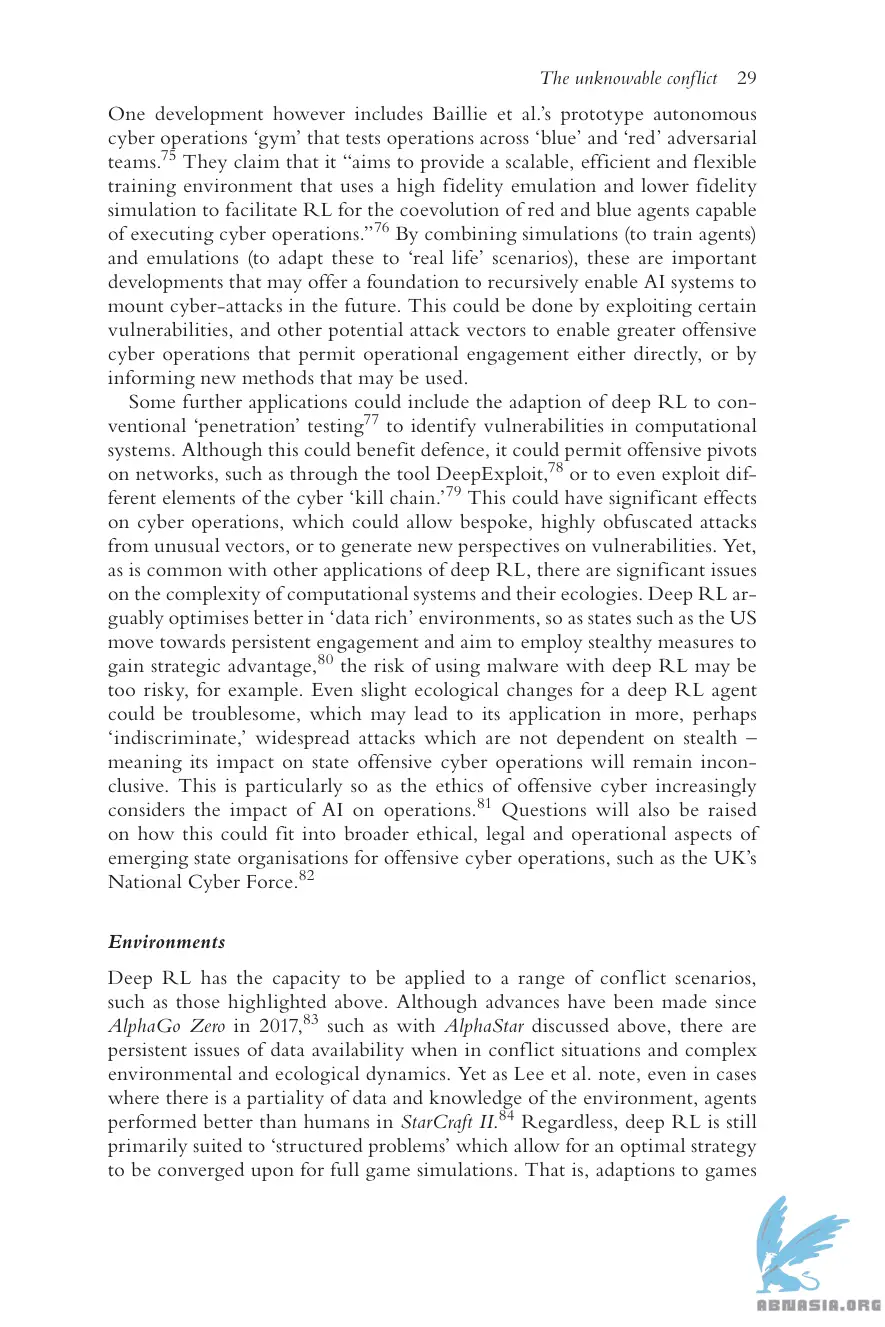 The unknowable conflict 29
One development however includes Baillie et al.’s prototype autonomous
cyber operations ‘gym’ that tests operations across ‘blue’ and ‘red’ adversarial
teams.75 They claim that it “aims to provide a scalable, efficient and flexible
training environment that uses a high fidelity emulation and lower fidelity
simulation to facilitate RL for the coevolution of red and blue agents capable
of executing cyber operations.”76 By combining simulations (to train agents)
and emulations (to adapt these to ‘real life’ scenarios), these are important
developments that may offer a foundation to recursively enable AI systems to
mount cyber-attacks in the future. This could be done by exploiting certain
vulnerabilities, and other potential attack vectors to enable greater offensive
cyber operations that permit operational engagement either directly, or by
informing new methods that may be used.
Some further applications could include the adaption of deep RL to con-
ventional ‘penetration’ testing77 to identify vulnerabilities in computational
systems. Although this could benefit defence, it could permit offensive pivots
on networks, such as through the tool DeepExploit,78 or to even exploit dif-
ferent elements of the cyber ‘kill chain.’79 This could have significant effects
on cyber operations, which could allow bespoke, highly obfuscated attacks
from unusual vectors, or to generate new perspectives on vulnerabilities. Yet,
as is common with other applications of deep RL, there are significant issues
on the complexity of computational systems and their ecologies. Deep RL ar-
guably optimises better in ‘data rich’ environments, so as states such as the US
move towards persistent engagement and aim to employ stealthy measures to
gain strategic advantage,80 the risk of using malware with deep RL may be
too risky, for example. Even slight ecological changes for a deep RL agent
could be troublesome, which may lead to its application in more, perhaps
‘indiscriminate,’ widespread attacks which are not dependent on stealth –
meaning its impact on state offensive cyber operations will remain incon-
clusive. This is particularly so as the ethics of offensive cyber increasingly
considers the impact of AI on operations.81 Questions will also be raised
on how this could fit into broader ethical, legal and operational aspects of
emerging state organisations for offensive cyber operations, such as the UK’s
National Cyber Force.82
Environments
Deep RL has the capacity to be applied to a range of conflict scenarios,
such as those highlighted above. Although advances have been made since
AlphaGo Zero in 2017,83 such as with AlphaStar discussed above, there are
persistent issues of data availability when in conflict situations and complex
environmental and ecological dynamics. Yet as Lee et al. note, even in cases
where there is a partiality of data and knowledge of the environment, agents
performed better than humans in StarCraft II.84 Regardless, deep RL is still
primarily suited to ‘structured problems’ which allow for an optimal strategy
to be converged upon for full game simulations. That is, adaptions to games
ABNASIA.ORG